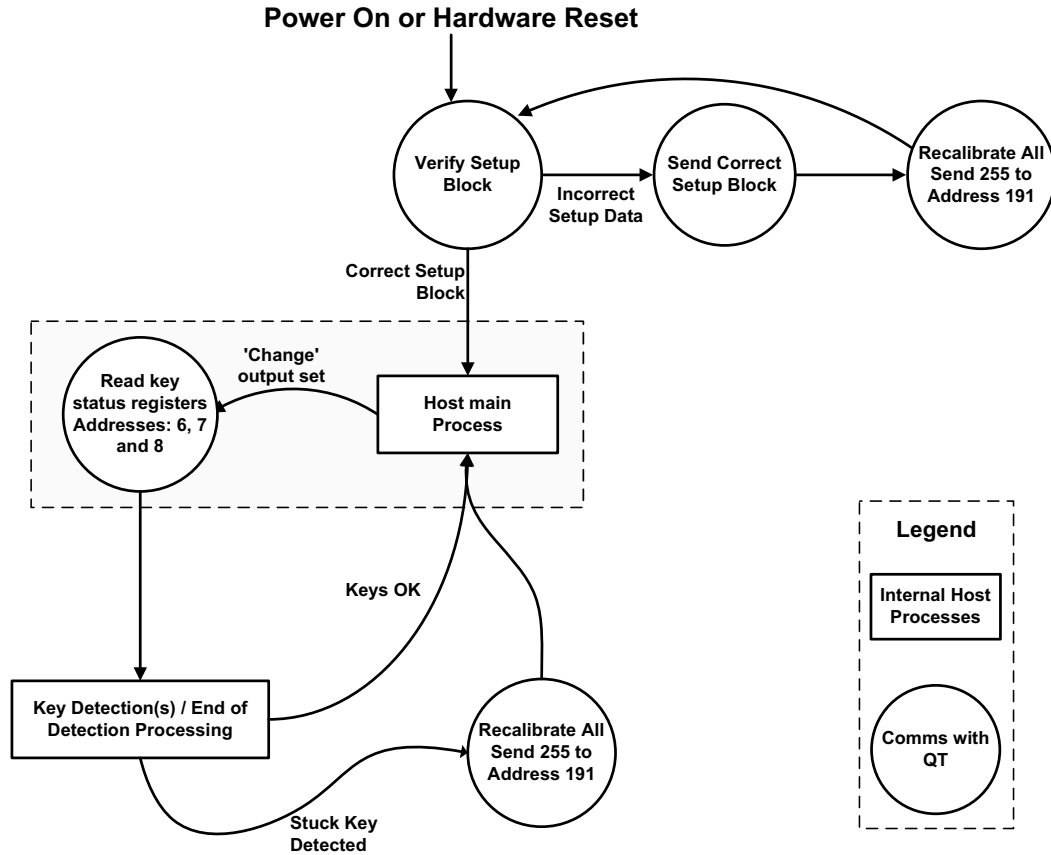 Power On or Hardware Reset
Verify Setup
Block
Incorrect
Setup Data
Send Correct
Setup Block
Recalibrate All
Send 255 to
Address 191
Correct Setup
Block
'Change'
output set
Read key
status registers
Addresses: 6, 7
and 8
Host main
Process
Keys OK
Key Detection(s) / End of
Detection Processing
Stuck Key
Detected
Recalibrate All
Send 255 to
Address 191
Legend
Internal Host
Processes
Comms with
QT